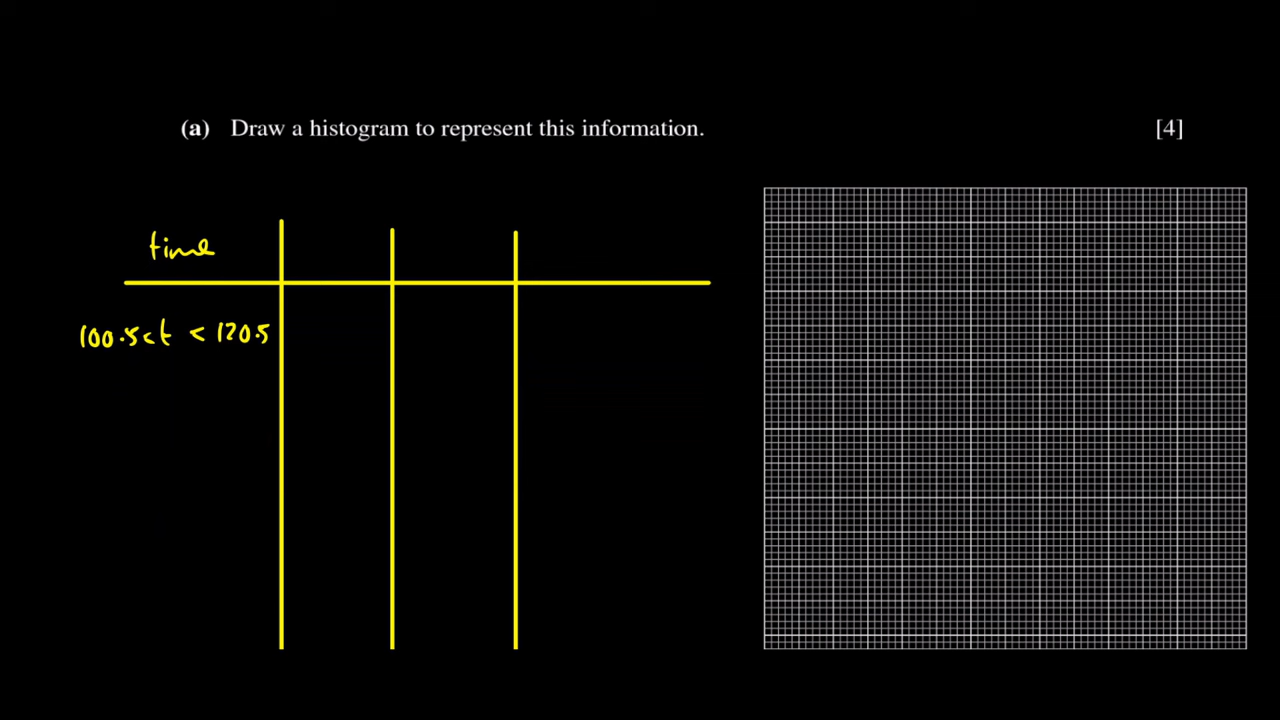 (a) Draw a histogram to represent this information. [4]
time
100.5<t < 120.5